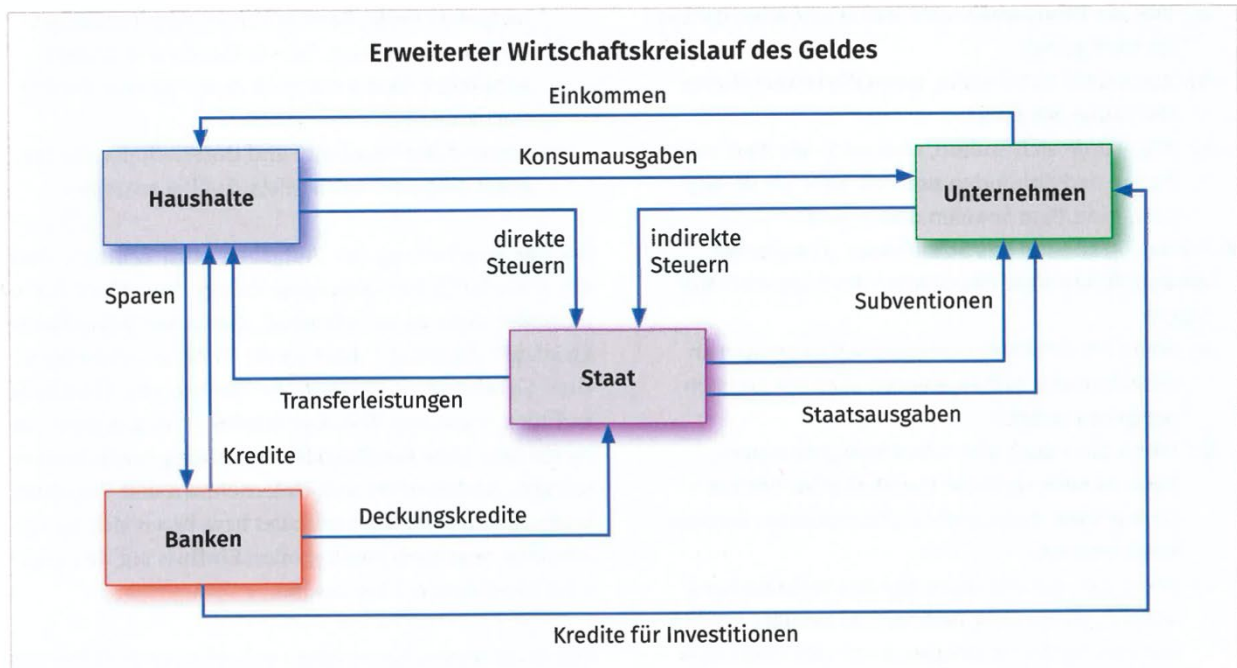 Erweiterter Wirtschaftskreislauf des Geldes
Einkommen
Konsumausgaben
Haushalte
Unternehmen
direkte
Steuern
indirekte
Steuern
Sparen
Subventionen
Staat
Transferleistungen
Staatsausgaben
Kredite
Deckungskredite
Banken
Kredite für Investitionen